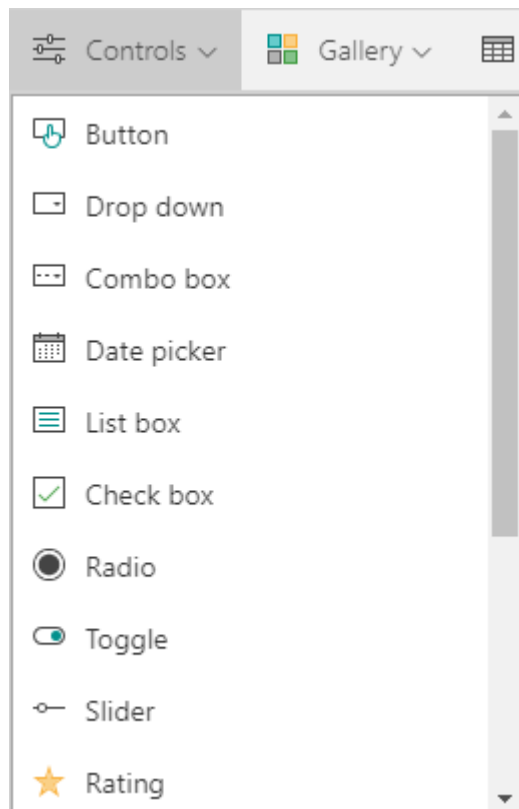 Controls Gallery
Button
Drop down
Combo box
Date picker
List box
Check box
Radio
Toggle
Slider
Rating